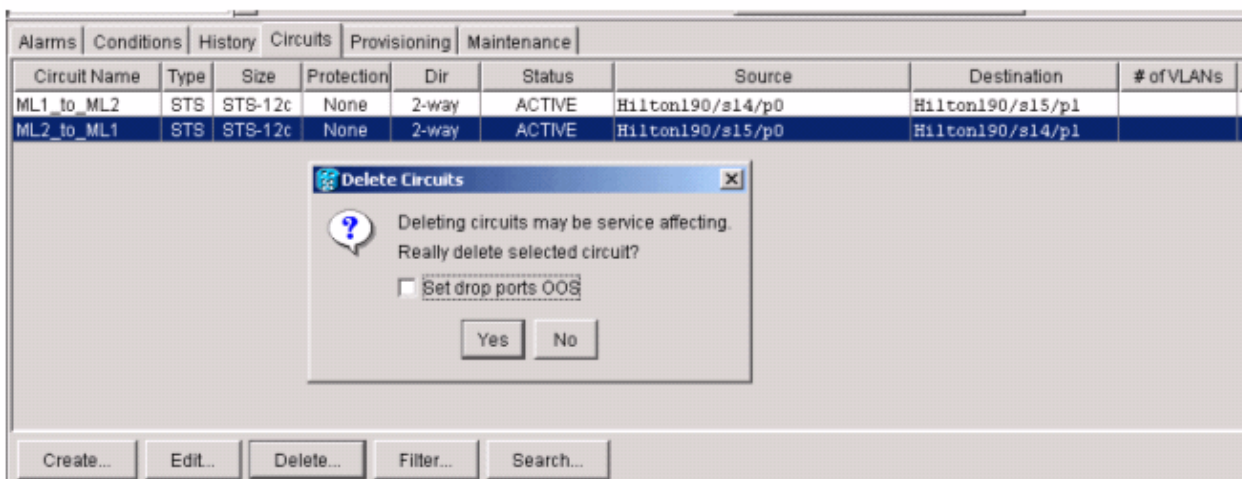 Alarms Conditions History Circuits Provisioning Maintenance
Circuit Name Type Size Protection Dir Status Source Destination # of VLANs
ML1_to_ML2 STS STS-12c None 2-way ACTIVE Hilton190/s14/p0 Hilton190/s15/p1
ML2_to_ML1 STS STS-12c None 2-way ACTIVE Hilton190/s15/p0 Hilton190/s14/p1
Delete Circuits
?
Deleting circuits may be service affecting.
Really delete selected circuit?
Set drop ports OOS
Yes No
Create... Edit... Delete... Filter... Search...